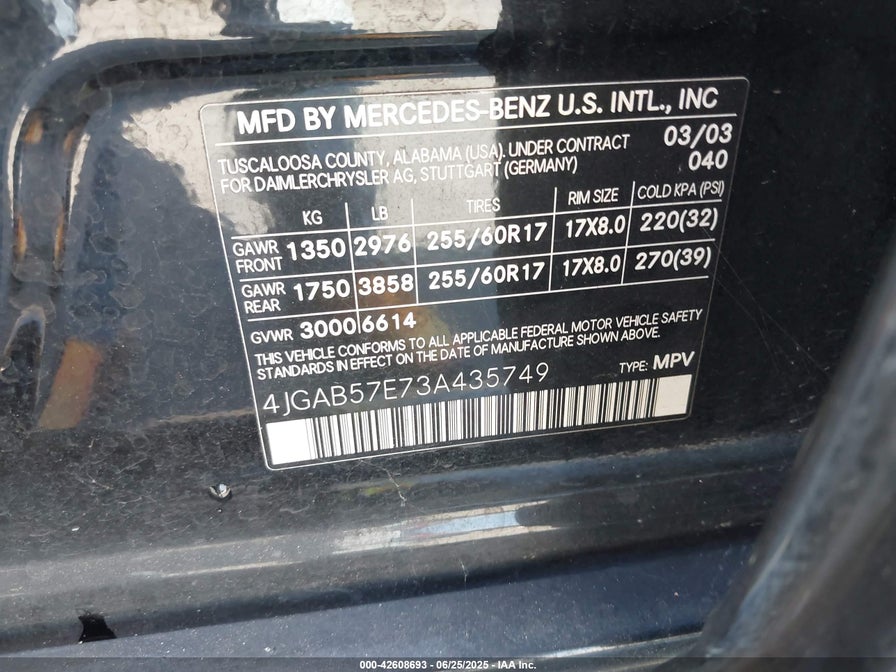 MFD BY MERCEDES-BENZ U.S. INTL., INC
TUSCALOOSA COUNTY, ALABAMA (USA). UNDER CONTRACT 03/03
FOR DAIMLERCHRYSLER AG, STUTTGART (GERMANY) 040
KG LB TIRES RIM SIZE COLD KPA (PSI)
GAWR FRONT 1350 2976 255/60R17 17X8.0 220(32)
GAWR REAR 1750 3858 255/60R17 17X8.0 270(39)
GVWR 3000 6614
THIS VEHICLE CONFORMS TO ALL APPLICABLE FEDERAL MOTOR VEHICLE SAFETY
STANDARDS IN EFFECT ON THE DATE OF MANUFACTURE SHOWN ABOVE.
4JGAB57E73A435749 TYPE: MPV
000-42608693 - 06/25/2025 - IAA Inc.